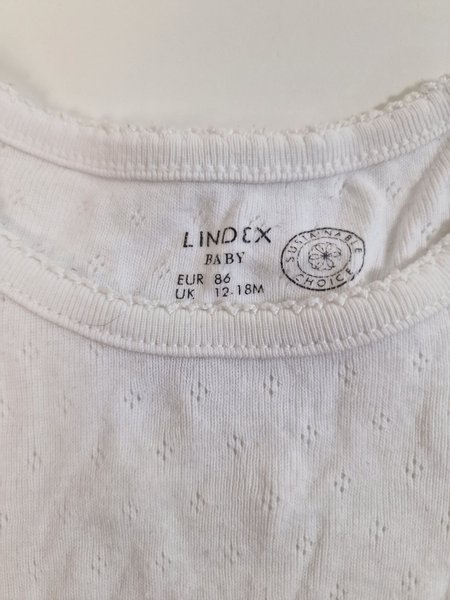 LINDEX
BABY
EUR 86
UK 12-18M
SUSTAINABLE
CHOICE